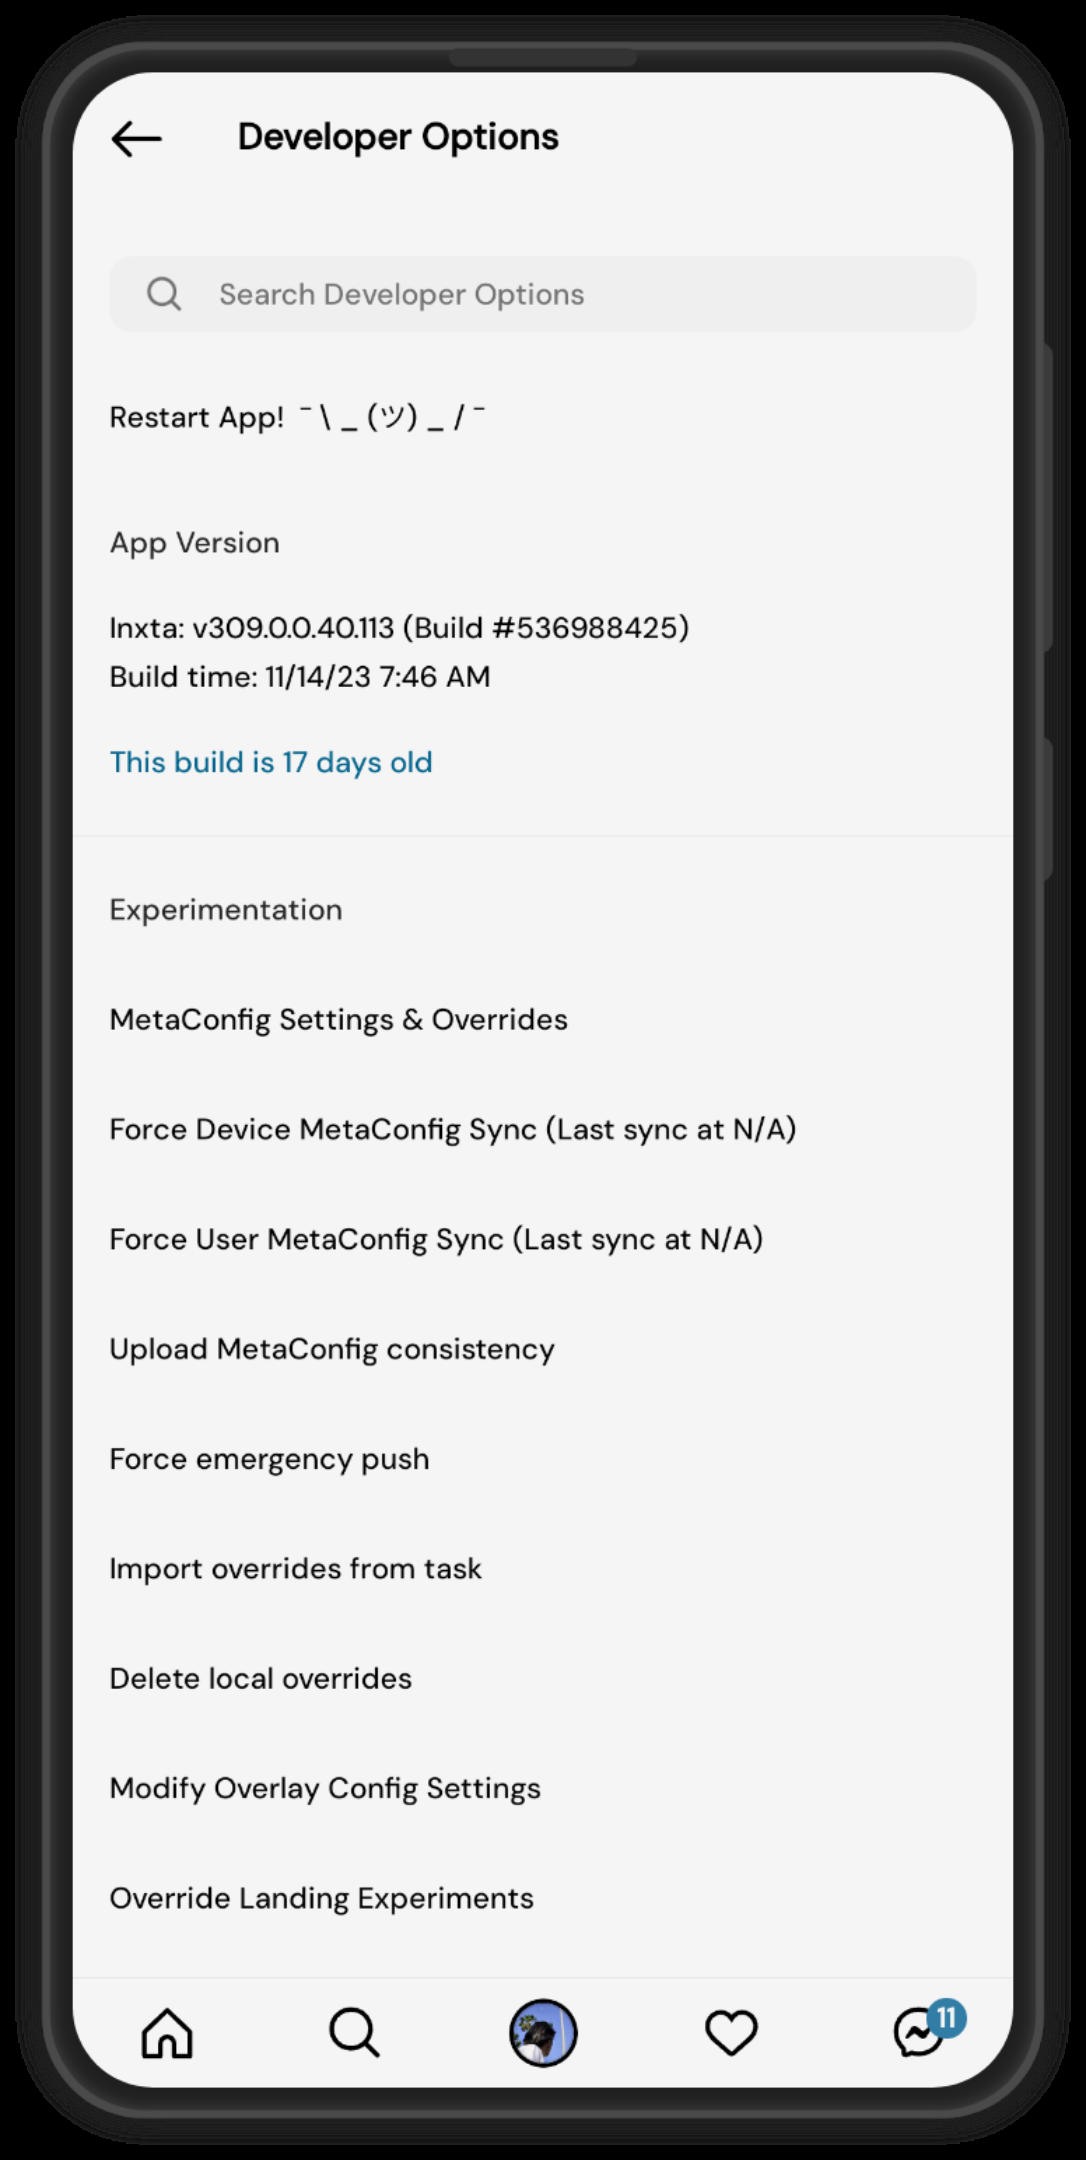 Developer Options
Search Developer Options
Restart App! ¯\_(ツ)_/¯
App Version
Inxta: v309.0.0.40.113 (Build #536988425)
Build time: 11/14/23 7:46 AM
This build is 17 days old
Experimentation
MetaConfig Settings & Overrides
Force Device MetaConfig Sync (Last sync at N/A)
Force User MetaConfig Sync (Last sync at N/A)
Upload MetaConfig consistency
Force emergency push
Import overrides from task
Delete local overrides
Modify Overlay Config Settings
Override Landing Experiments
11